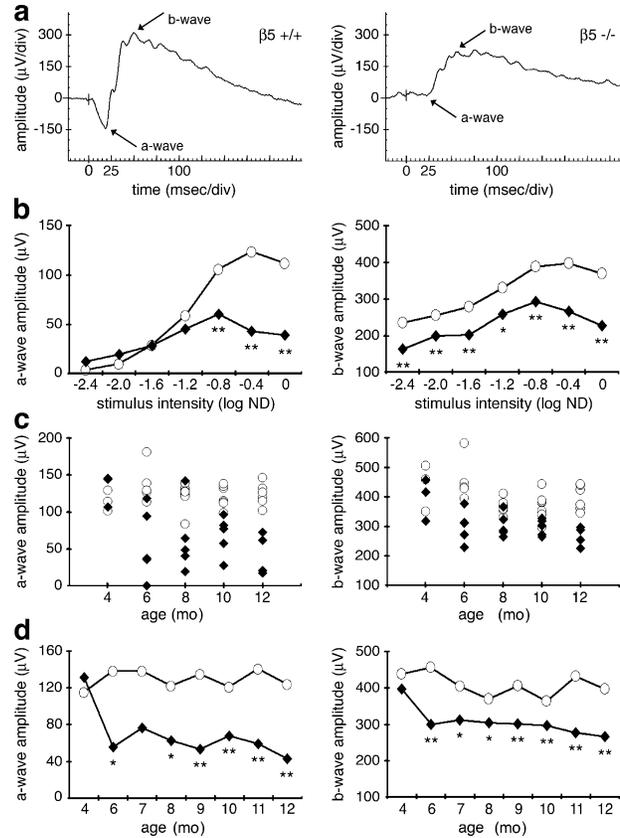 a
b-wave
β5 +/+
a-wave
amplitude (µV/div)
300
150
0
-150
0 25 100
time (msec/div)
b-wave
β5 -/-
a-wave
amplitude (µV/div)
300
150
0
-150
0 25 100
time (msec/div)
b
a-wave amplitude (µV)
150
100
50
0
** ** **
-2.4 -2.0 -1.6 -1.2 -0.8 -0.4 0
stimulus intensity (log ND)
b-wave amplitude (µV)
500
400
300
200
100
** ** ** * ** ** **
-2.4 -2.0 -1.6 -1.2 -0.8 -0.4 0
stimulus intensity (log ND)
c
a-wave amplitude (µV)
200
150
100
50
0
4 6 8 10 12
age (mo)
b-wave amplitude (µV)
600
500
400
300
200
100
4 6 8 10 12
age (mo)
d
a-wave amplitude (µV)
160
120
80
40
0
* * ** ** ** **
4 6 7 8 9 10 11 12
age (mo)
b-wave amplitude (µV)
500
400
300
200
100
** * * ** ** ** **
4 6 7 8 9 10 11 12
age (mo)